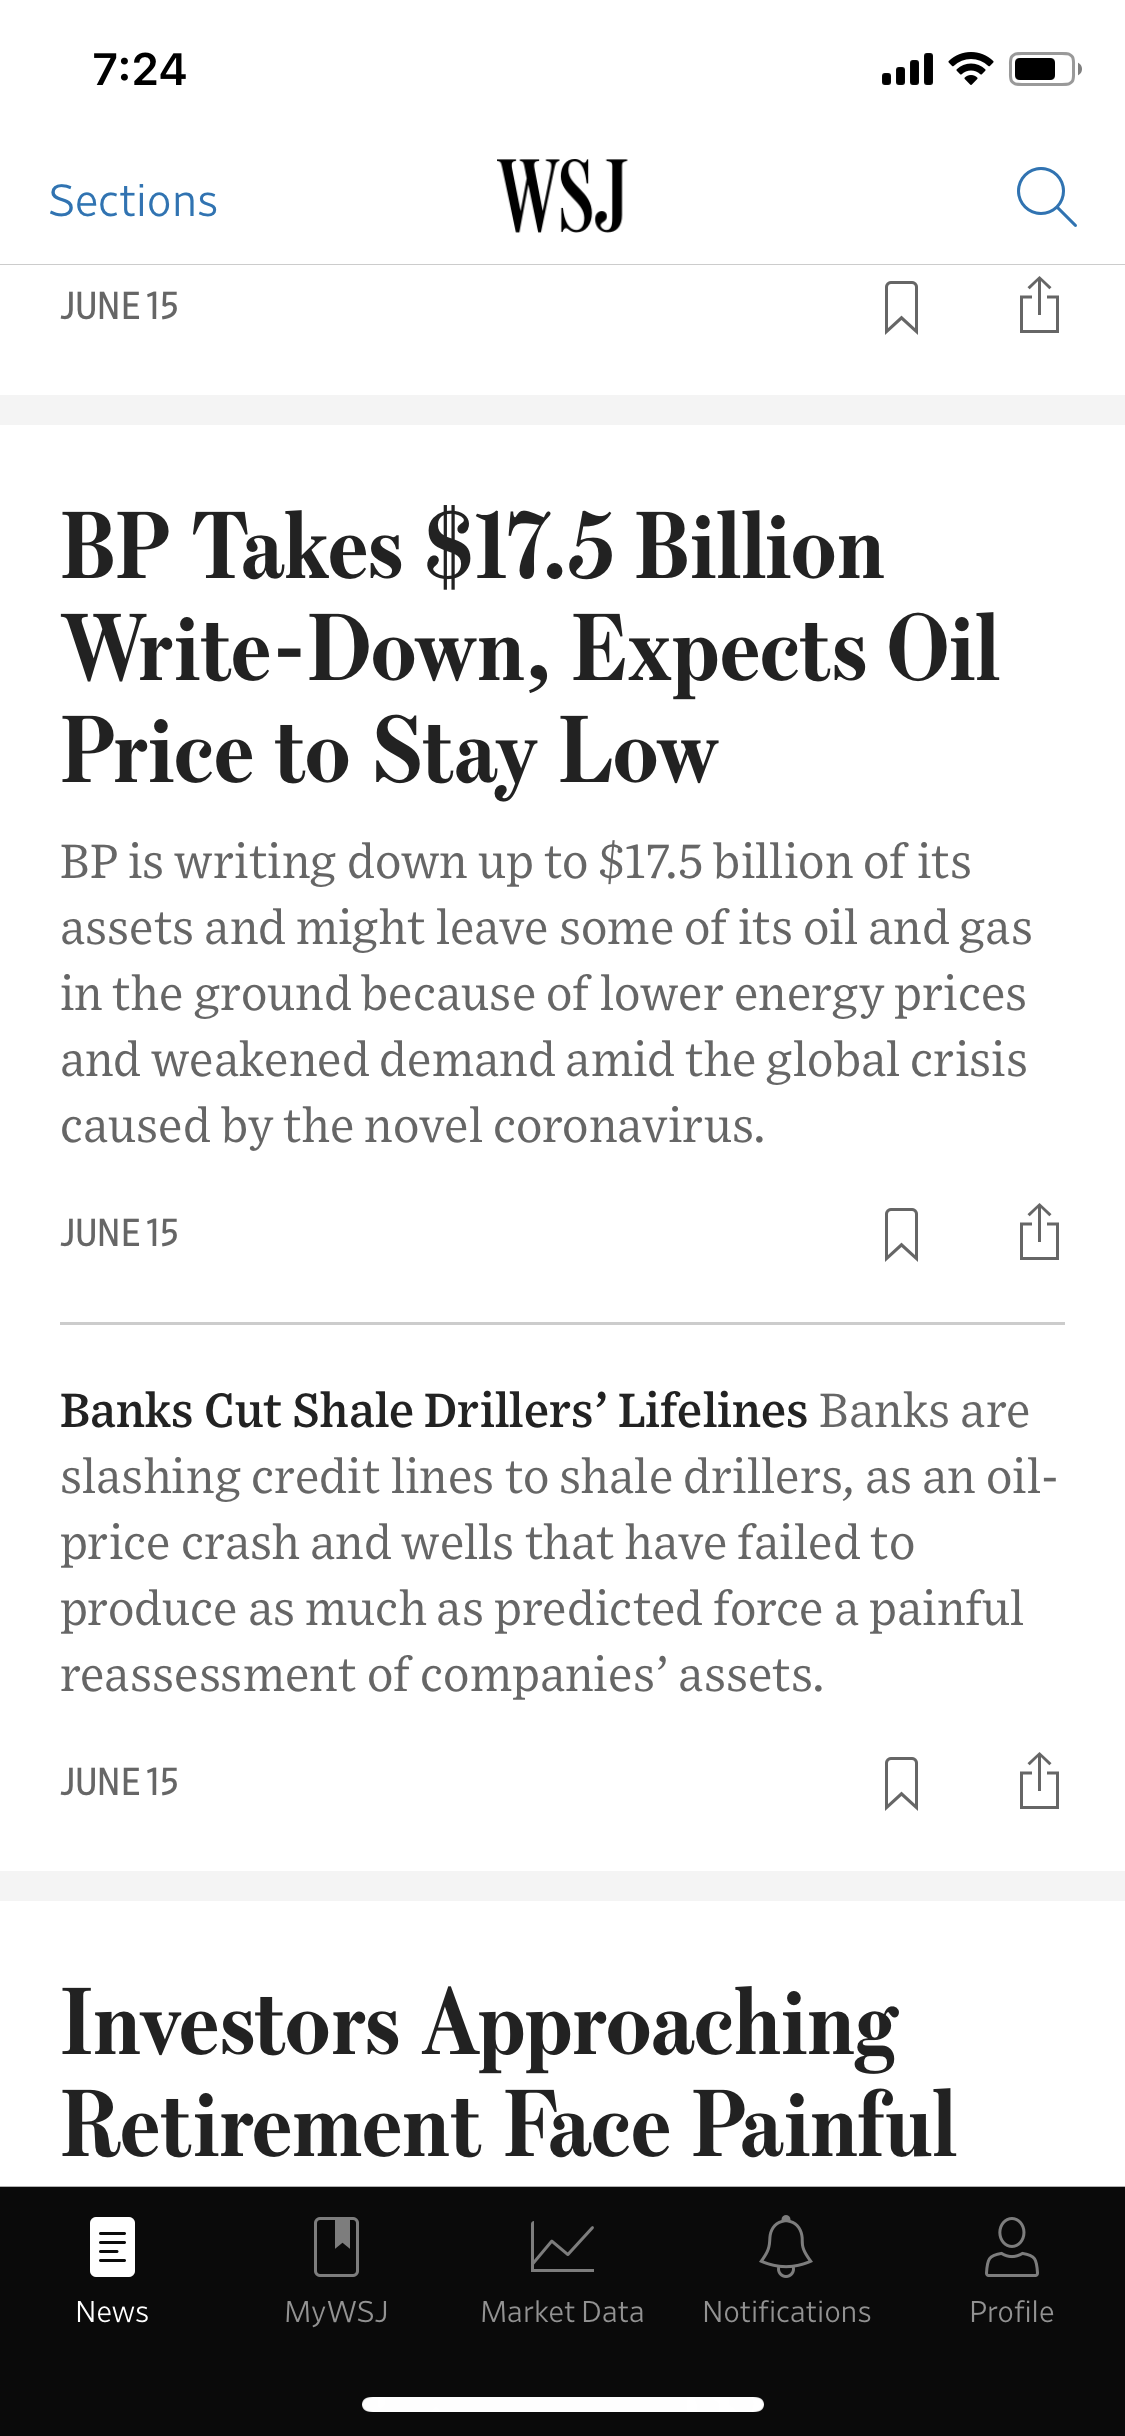 7:24
Sections
WSJ
JUNE 15
BP Takes $17.5 Billion
Write-Down, Expects Oil
Price to Stay Low
BP is writing down up to $17.5 billion of its
assets and might leave some of its oil and gas
in the ground because of lower energy prices
and weakened demand amid the global crisis
caused by the novel coronavirus.
JUNE 15
Banks Cut Shale Drillers’ Lifelines Banks are
slashing credit lines to shale drillers, as an oil-
price crash and wells that have failed to
produce as much as predicted force a painful
reassessment of companies’ assets.
JUNE 15
Investors Approaching
Retirement Face Painful
News
MyWSJ
Market Data
Notifications
Profile